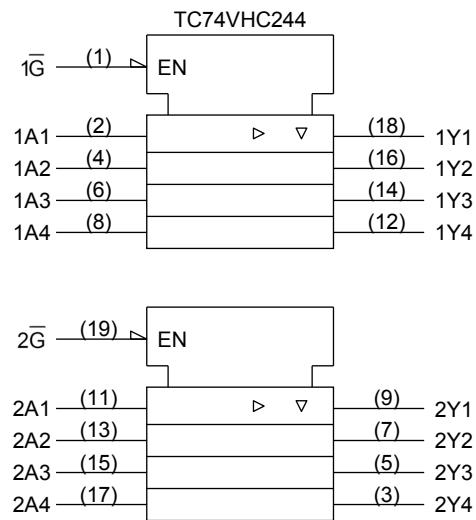 TC74VHC244
1G̅ (1) EN
1A1 (2) (18) 1Y1
1A2 (4) (16) 1Y2
1A3 (6) (14) 1Y3
1A4 (8) (12) 1Y4
2G̅ (19) EN
2A1 (11) (9) 2Y1
2A2 (13) (7) 2Y2
2A3 (15) (5) 2Y3
2A4 (17) (3) 2Y4